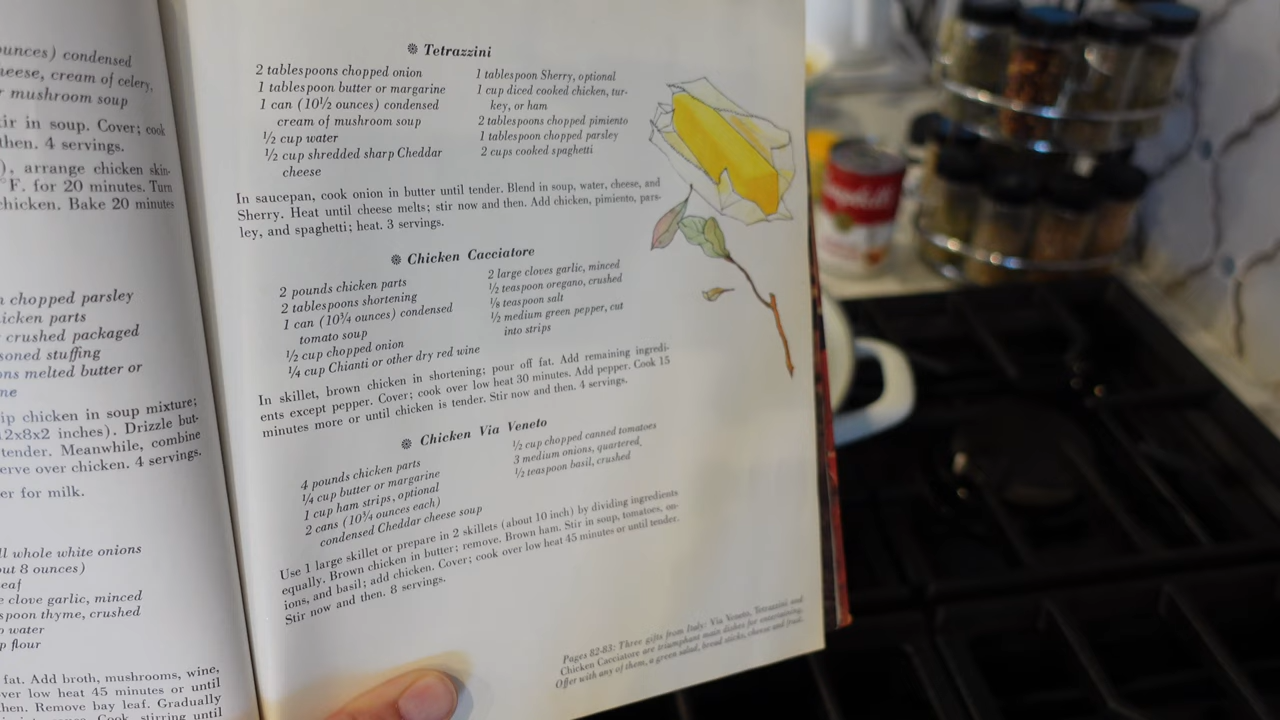 ounces) condensed
heese, cream of celery,
r mushroom soup
ir in soup. Cover; cook
then. 4 servings.
), arrange chicken skin-
°F. for 20 minutes. Turn
chicken. Bake 20 minutes
chopped parsley
icken parts
crushed packaged
soned stuffing
ons melted butter or
ne
ip chicken in soup mixture;
12x8x2 inches). Drizzle but-
tender. Meanwhile, combine
erve over chicken. 4 servings.
er for milk.
ll whole white onions
out 8 ounces)
eaf
e clove garlic, minced
spoon thyme, crushed
water
p flour
fat. Add broth, mushrooms, wine,
ver low heat 45 minutes or until
then. Remove bay leaf. Gradually
Cook, stirring until
Tetrazzini
2 tablespoons chopped onion
1 tablespoon butter or margarine
1 can (10½ ounces) condensed
cream of mushroom soup
½ cup water
½ cup shredded sharp Cheddar
cheese
1 tablespoon Sherry, optional
1 cup diced cooked chicken, tur-
key, or ham
2 tablespoons chopped pimiento
1 tablespoon chopped parsley
2 cups cooked spaghetti
In saucepan, cook onion in butter until tender. Blend in soup, water, cheese, and
Sherry. Heat until cheese melts; stir now and then. Add chicken, pimiento, pars-
ley, and spaghetti; heat. 3 servings.
Chicken Cacciatore
2 pounds chicken parts
2 tablespoons shortening
1 can (10¾ ounces) condensed
tomato soup
½ cup chopped onion
¼ cup Chianti or other dry red wine
2 large cloves garlic, minced
½ teaspoon oregano, crushed
⅛ teaspoon salt
½ medium green pepper, cut
into strips
In skillet, brown chicken in shortening; pour off fat. Add remaining ingredi-
ents except pepper. Cover; cook over low heat 30 minutes. Add pepper. Cook 15
minutes more or until chicken is tender. Stir now and then. 4 servings.
Chicken Via Veneto
4 pounds chicken parts
¼ cup butter or margarine
1 cup ham strips, optional
2 cans (10¾ ounces each)
condensed Cheddar cheese soup
½ cup chopped canned tomatoes
3 medium onions, quartered
½ teaspoon basil, crushed
Use 1 large skillet or prepare in 2 skillets (about 10 inch) by dividing ingredients
equally. Brown chicken in butter; remove. Brown ham. Stir in soup, tomatoes, on-
ions, and basil; add chicken. Cover; cook over low heat 45 minutes or until tender.
Stir now and then. 8 servings.
Pages 82-83: Three gifts from Italy: Via Veneto, Tetrazzini and
Chicken Cacciatore are triumphant main dishes for entertaining.
Offer with any of them, a green salad, bread sticks, cheese and fruit.
Campbell's